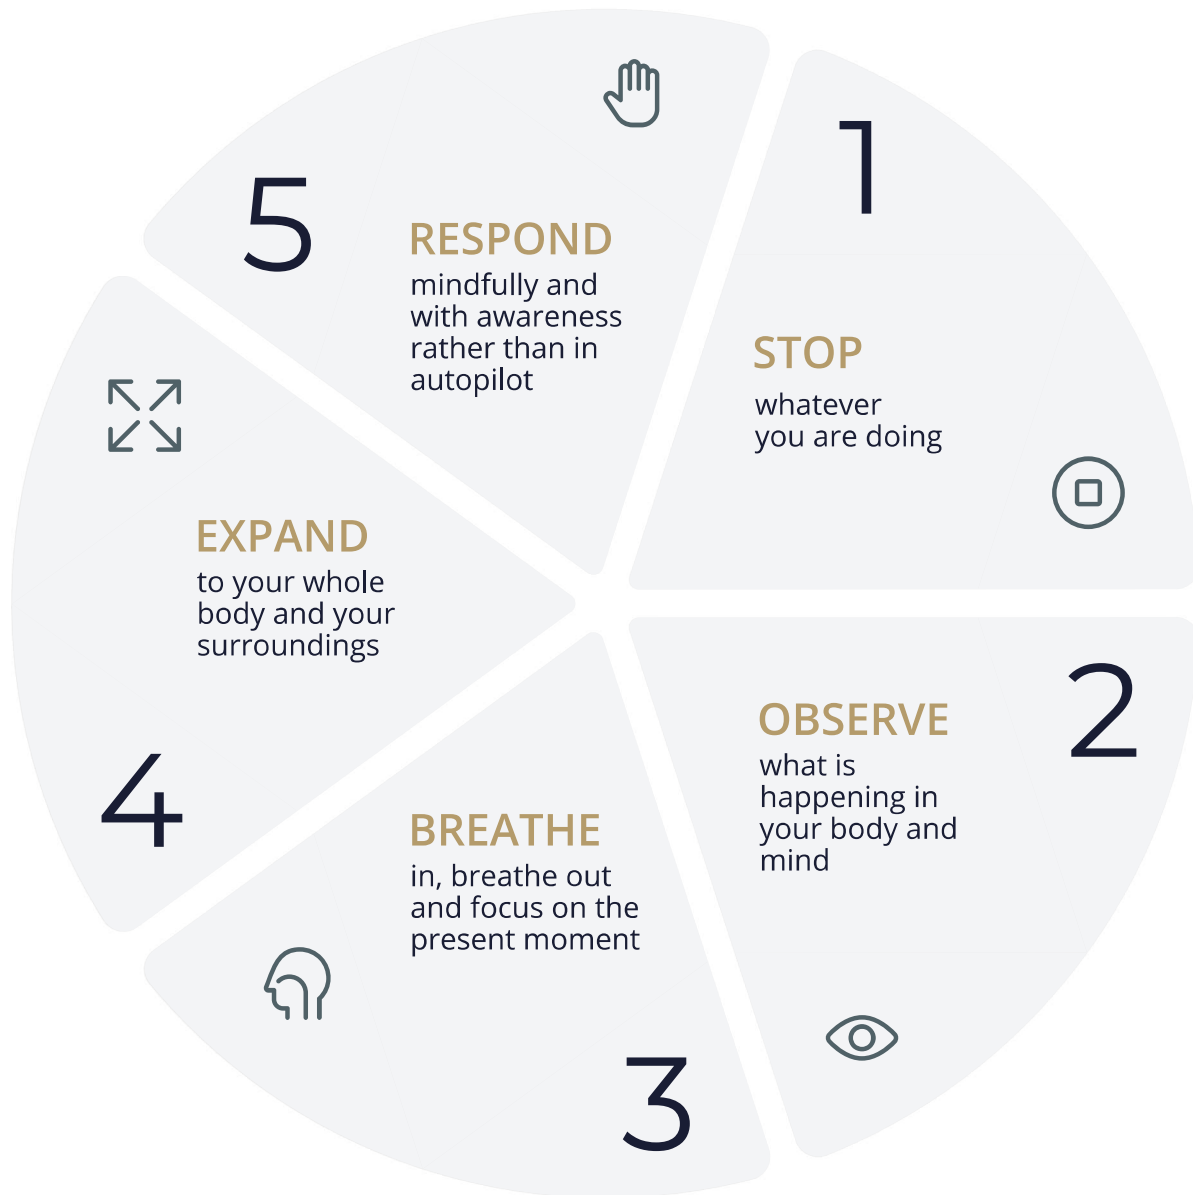 1
STOP
whatever
you are doing
2
OBSERVE
what is
happening in
your body and
mind
3
BREATHE
in, breathe out
and focus on the
present moment
4
EXPAND
to your whole
body and your
surroundings
5
RESPOND
mindfully and
with awareness
rather than in
autopilot